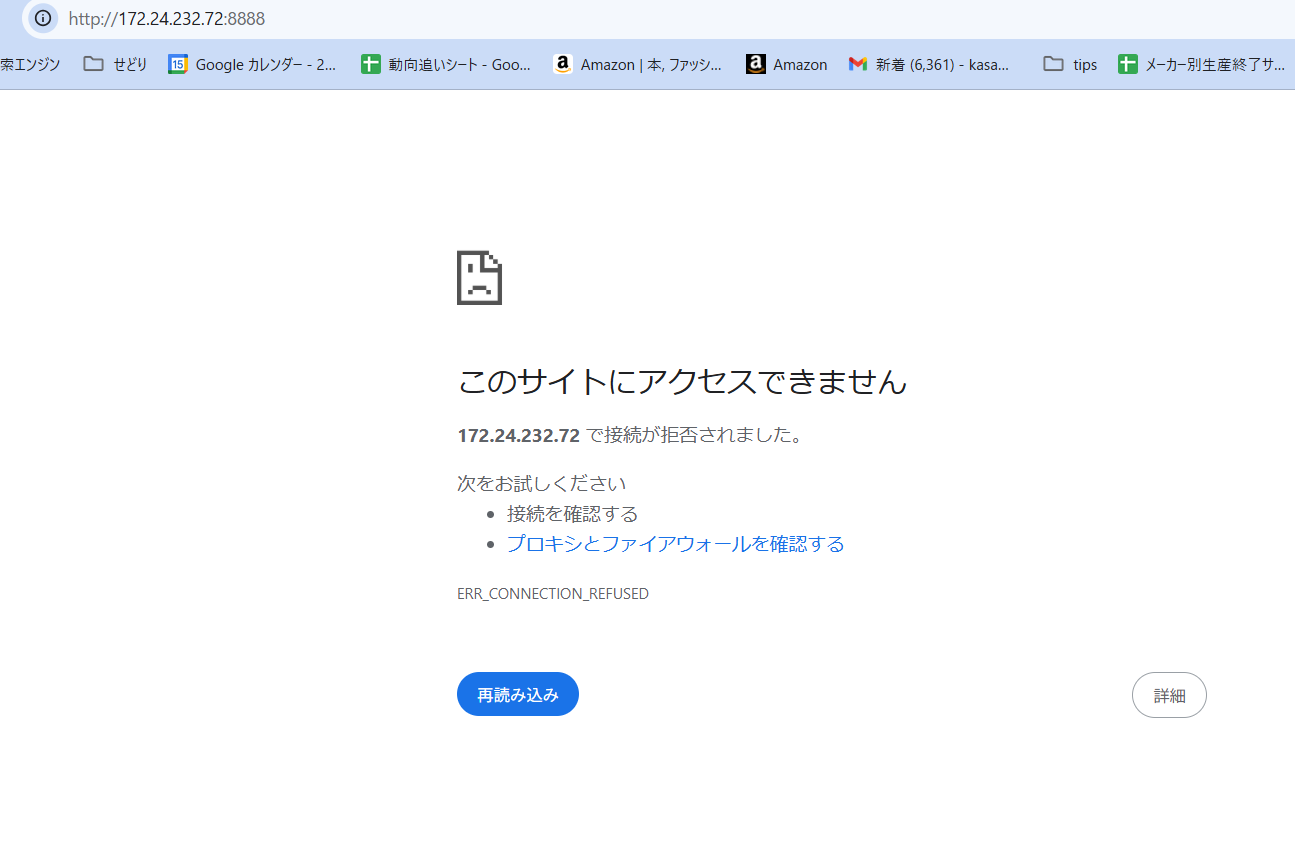 http://172.24.232.72:8888
索エンジン せどり 15 Google カレンダー - 2... 動向追いシート - Goo... a Amazon | 本, ファッシ... a Amazon 新着 (6,361) - kasa... tips メーカー別生産終了サ...
このサイトにアクセスできません
172.24.232.72 で接続が拒否されました。
次をお試しください
接続を確認する
プロキシとファイアウォールを確認する
ERR_CONNECTION_REFUSED
再読み込み 詳細